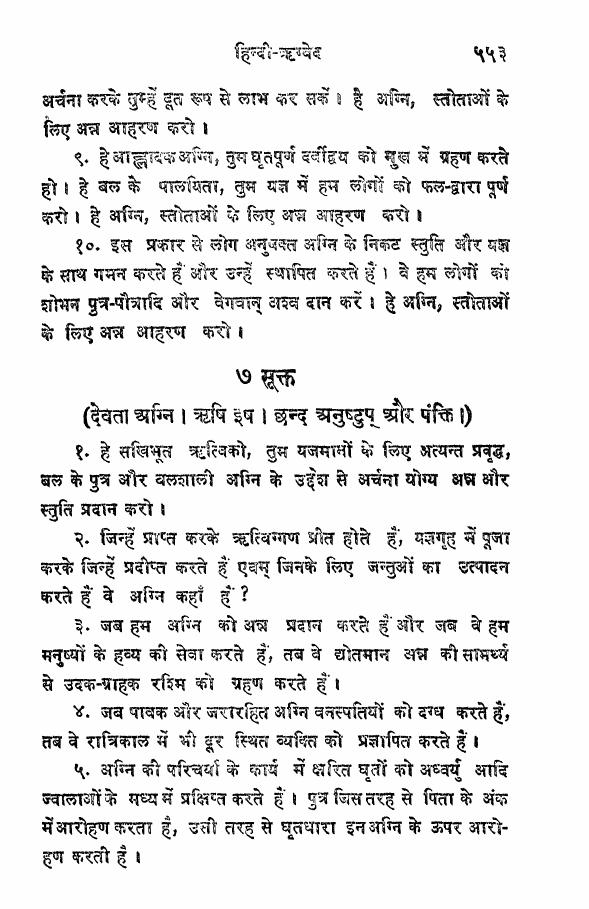 हिन्दी-ऋग्वेद ५५३
अर्चना करके तुम्हें दूत रूप से लाभ कर सकें। हे अग्नि, स्तोताओं के
लिए अन्न आहरण करो।
९. हे आह्लादक अग्नि, तुम घृतपूर्ण दर्वीद्वय को मुख में ग्रहण करते
हो। हे बल के पालयिता, तुम यज्ञ में हम लोगों को फल-द्वारा पूर्ण
करो। हे अग्नि, स्तोताओं के लिए अन्न आहरण करो।
१०. इस प्रकार से लोग अनुषक्त अग्नि के निकट स्तुति और यज्ञ
के साथ गमन करते हैं और उन्हें स्थापित करते हैं। वे हम लोगों को
शोभन पुत्र-पौत्रादि और वेगवान् अश्व दान करें। हे अग्नि, स्तोताओं
के लिए अन्न आहरण करो।
७ सूक्त
(देवता अग्नि। ऋषि इष। छन्द अनुष्टुप् और पंक्ति।)
१. हे सखिभूत ऋत्विको, तुम यजमानों के लिए अत्यन्त प्रवृद्ध,
बल के पुत्र और बलशाली अग्नि के उद्देश से अर्चना योग्य अन्न और
स्तुति प्रदान करो।
२. जिन्हें प्राप्त करके ऋत्विग्गण प्रीत होते हैं, यज्ञगृह में पूजा
करके जिन्हें प्रदीप्त करते हैं एवम् जिनके लिए जन्तुओं का उत्पादन
करते हैं वे अग्नि कहाँ हैं?
३. जब हम अग्नि को अन्न प्रदान करते हैं और जब वे हम
मनुष्यों के हव्य की सेवा करते हैं, तब वे द्योतमान अन्न की सामर्थ्य
से उदक-ग्राहक रश्मि को ग्रहण करते हैं।
४. जब पावक और जरारहित अग्नि वनस्पतियों को दग्ध करते हैं,
तब वे रात्रिकाल में भी दूर स्थित व्यक्ति को प्रज्ञापित करते हैं।
५. अग्नि की परिचर्या के कार्य में क्षरित घृतों को अध्वर्यु आदि
ज्वालाओं के मध्य में प्रक्षिप्त करते हैं। पुत्र जिस तरह से पिता के अंक
में आरोहण करता है, उसी तरह से घृतधारा इन अग्नि के ऊपर आरो-
हण करती है।